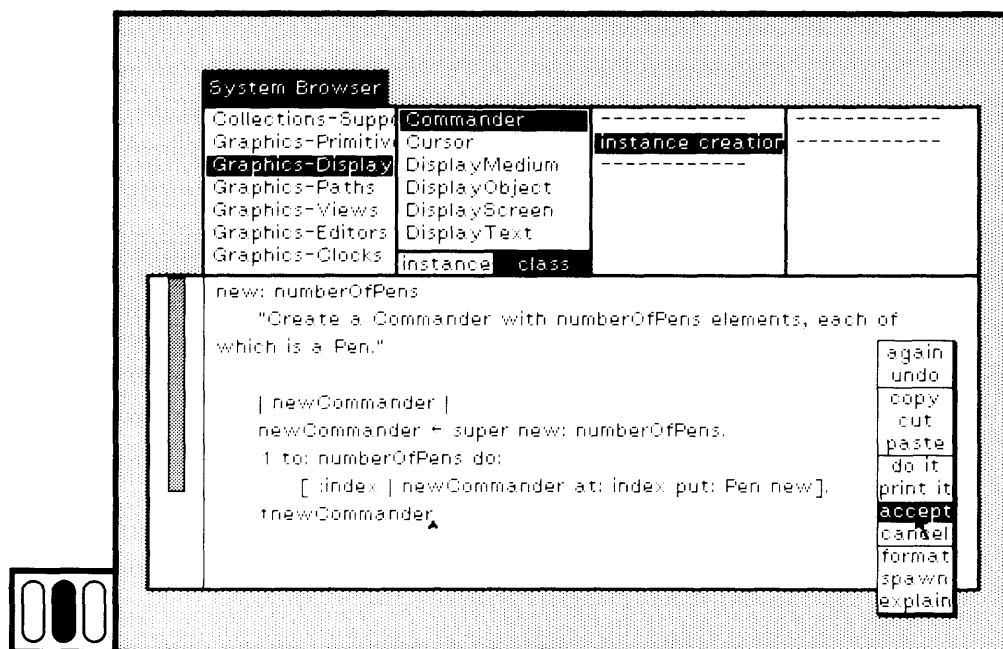 System Browser
Collections-Suppo
Graphics-Primitiv
Graphics-Display
Graphics-Paths
Graphics-Views
Graphics-Editors
Graphics-Clocks
Commander
Cursor
DisplayMedium
DisplayObject
DisplayScreen
DisplayText
instance class
------------
instance creation
------------
------------
------------
new: numberOfPens
"Create a Commander with numberOfPens elements, each of
which is a Pen."
| newCommander |
newCommander ← super new: numberOfPens.
1 to: numberOfPens do:
[ :index | newCommander at: index put: Pen new].
↑newCommander
again
undo
copy
cut
paste
do it
print it
accept
cancel
format
spawn
explain